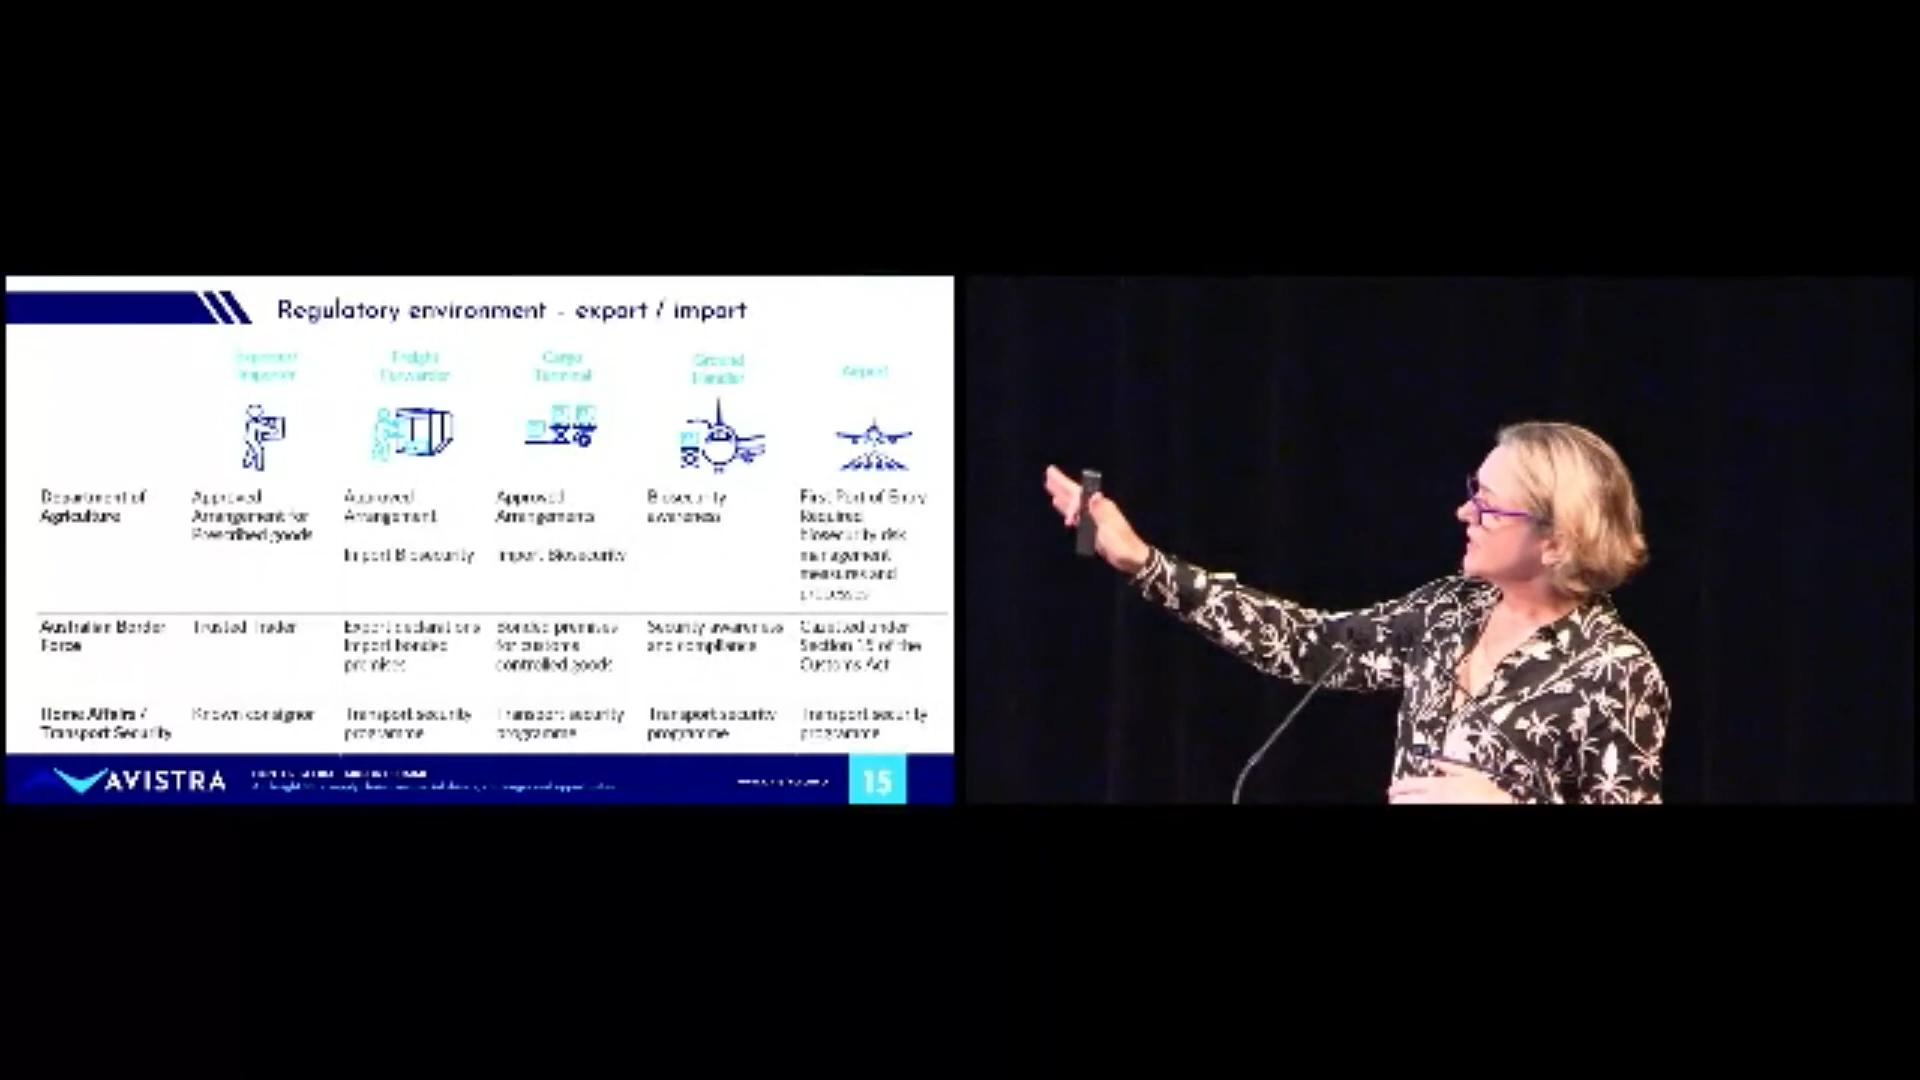 Regulatory environment - export / import
Exporter
Importer
Freight
Forwarder
Cargo
Terminal
Ground
Handler
Airport
Department of
Agriculture
Approved
Arrangement for
Prescribed goods
Approved
Arrangement
Import Biosecurity
Approved
Arrangements
Import Biosecurity
Biosecurity
awareness
First Port of Entry
Required
biosecurity risk
management
measures and
processes
Australian Border
Force
Trusted Trader
Export declarations
Import bonded
premises
Bonded premises
for customs
controlled goods
Security awareness
and compliance
Gazetted under
Section 15 of the
Customs Act
Home Affairs /
Transport Security
Known consignor
Transport security
programme
Transport security
programme
Transport security
programme
Transport security
programme
AVISTRA
15